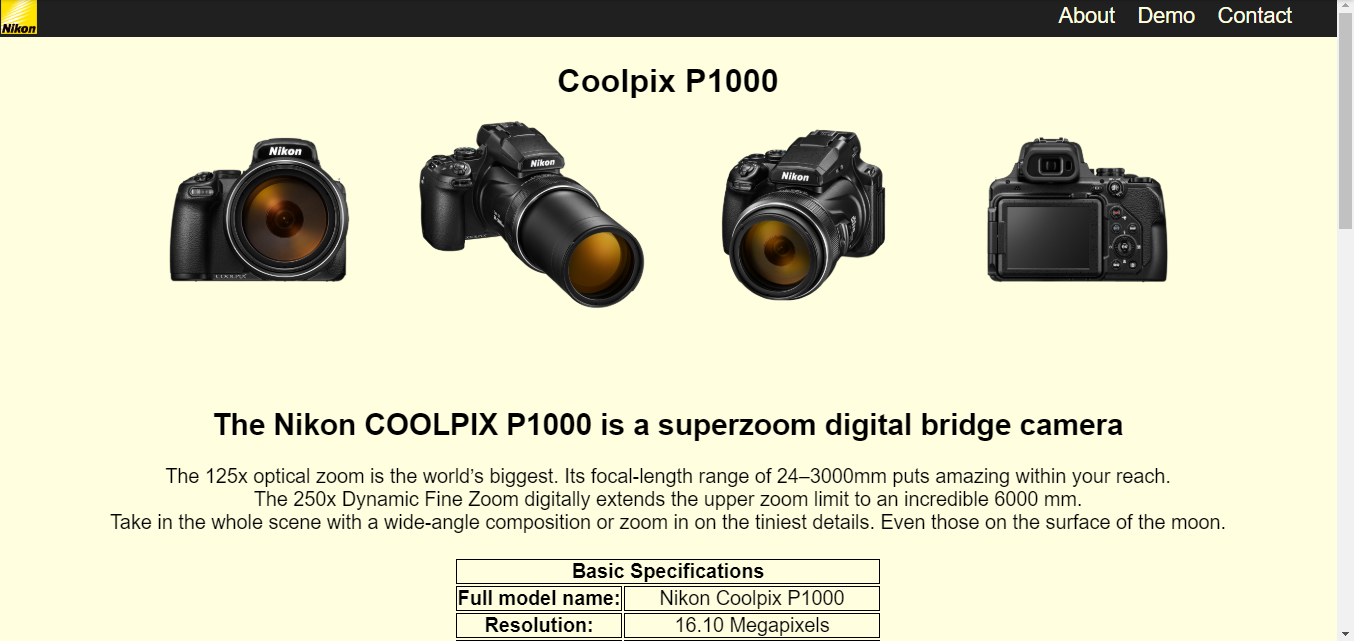 Nikon
About Demo Contact
Coolpix P1000
Nikon
COOLPIX
Nikon
Nikon
The Nikon COOLPIX P1000 is a superzoom digital bridge camera
The 125x optical zoom is the world’s biggest. Its focal-length range of 24–3000mm puts amazing within your reach.
The 250x Dynamic Fine Zoom digitally extends the upper zoom limit to an incredible 6000 mm.
Take in the whole scene with a wide-angle composition or zoom in on the tiniest details. Even those on the surface of the moon.
Basic Specifications
Full model name: Nikon Coolpix P1000
Resolution: 16.10 Megapixels